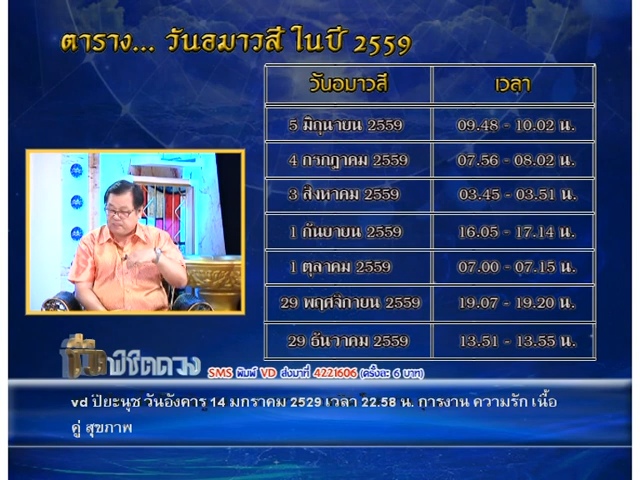 ตาราง... วันอมาวสี ในปี 2559
วันอมาวสี เวลา
5 มิถุนายน 2559 09.48 - 10.02 น.
4 กรกฎาคม 2559 07.56 - 08.02 น.
3 สิงหาคม 2559 03.45 - 03.51 น.
1 กันยายน 2559 16.05 - 17.14 น.
1 ตุลาคม 2559 07.00 - 07.15 น.
29 พฤศจิกายน 2559 19.07 - 19.20 น.
29 ธันวาคม 2559 13.51 - 13.55 น.
พิชิตดวง
SMS พิมพ์ VD ส่งมาที่ 4221606 (ครั้งละ 6 บาท)
vd ปิยะนุช วันอังคาร 14 มกราคม 2529 เวลา 22.58 น. การงาน ความรัก เนื้อ
คู่ สุขภาพ